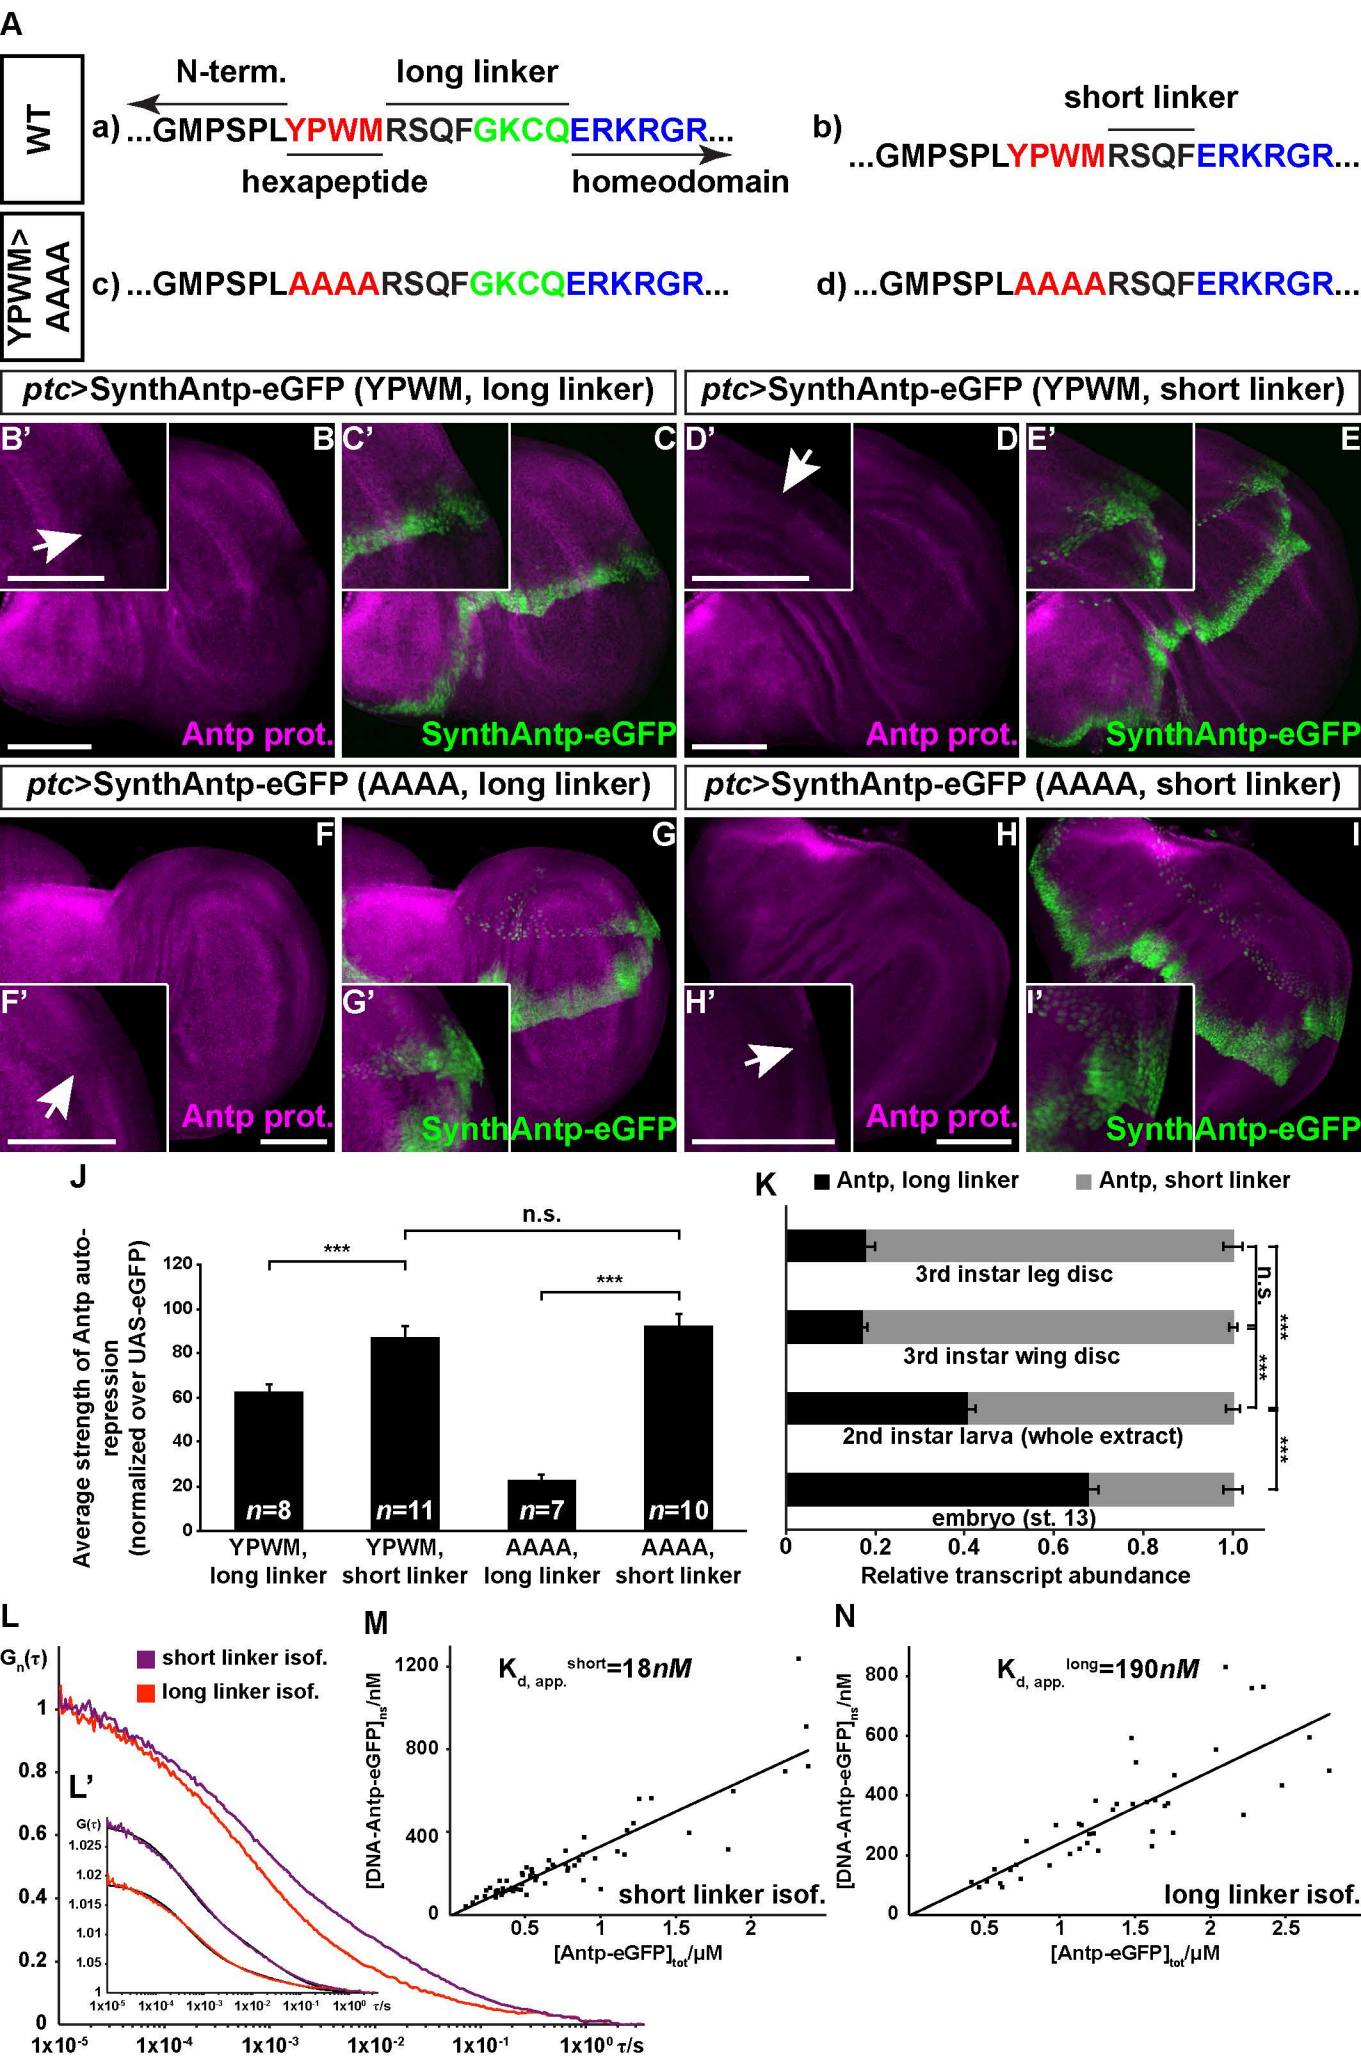 A
WT
N-term.
long linker
a) ...GMPSPLYPWMRSQFGKCQERKRGR...
hexapeptide
homeodomain
short linker
b) ...GMPSPLYPWMRSQFERKRGR...
YPWM>
AAAA
c) ...GMPSPLAAAARSQFGKCQERKRGR...
d) ...GMPSPLAAAARSQFERKRGR...
ptc>SynthAntp-eGFP (YPWM, long linker)
ptc>SynthAntp-eGFP (YPWM, short linker)
B’
B
C’
C
D’
D
E’
E
Antp prot.
SynthAntp-eGFP
Antp prot.
SynthAntp-eGFP
ptc>SynthAntp-eGFP (AAAA, long linker)
ptc>SynthAntp-eGFP (AAAA, short linker)
F
G
H
I
F’
G’
H’
I’
Antp prot.
SynthAntp-eGFP
Antp prot.
SynthAntp-eGFP
J
Average strength of Antp auto-
repression
(normalized over UAS-eGFP)
120
100
80
60
40
20
0
***
n.s.
***
n=8
n=11
n=7
n=10
YPWM,
long linker
YPWM,
short linker
AAAA,
long linker
AAAA,
short linker
K
Antp, long linker
Antp, short linker
3rd instar leg disc
3rd instar wing disc
2nd instar larva (whole extract)
embryo (st. 13)
n.s.
***
***
***
0 0.2 0.4 0.6 0.8 1.0
Relative transcript abundance
L
Gn(τ)
short linker isof.
long linker isof.
1
0.8
0.6
0.4
0.2
0
1x10-5 1x10-4 1x10-3 1x10-2 1x10-1 1x100 τ/s
L’
G(τ)
1.025
1.02
1.015
1.01
1.05
1
1x10-5 1x10-4 1x10-3 1x10-2 1x10-1 1x100 τ/s
M
Kd, app.short=18nM
[DNA-Antp-eGFP]ns/nM
1200
800
400
0
short linker isof.
0.5 1 1.5 2
[Antp-eGFP]tot/µM
N
Kd, app.long=190nM
[DNA-Antp-eGFP]ns/nM
800
600
400
200
0
long linker isof.
0.5 1 1.5 2 2.5
[Antp-eGFP]tot/µM